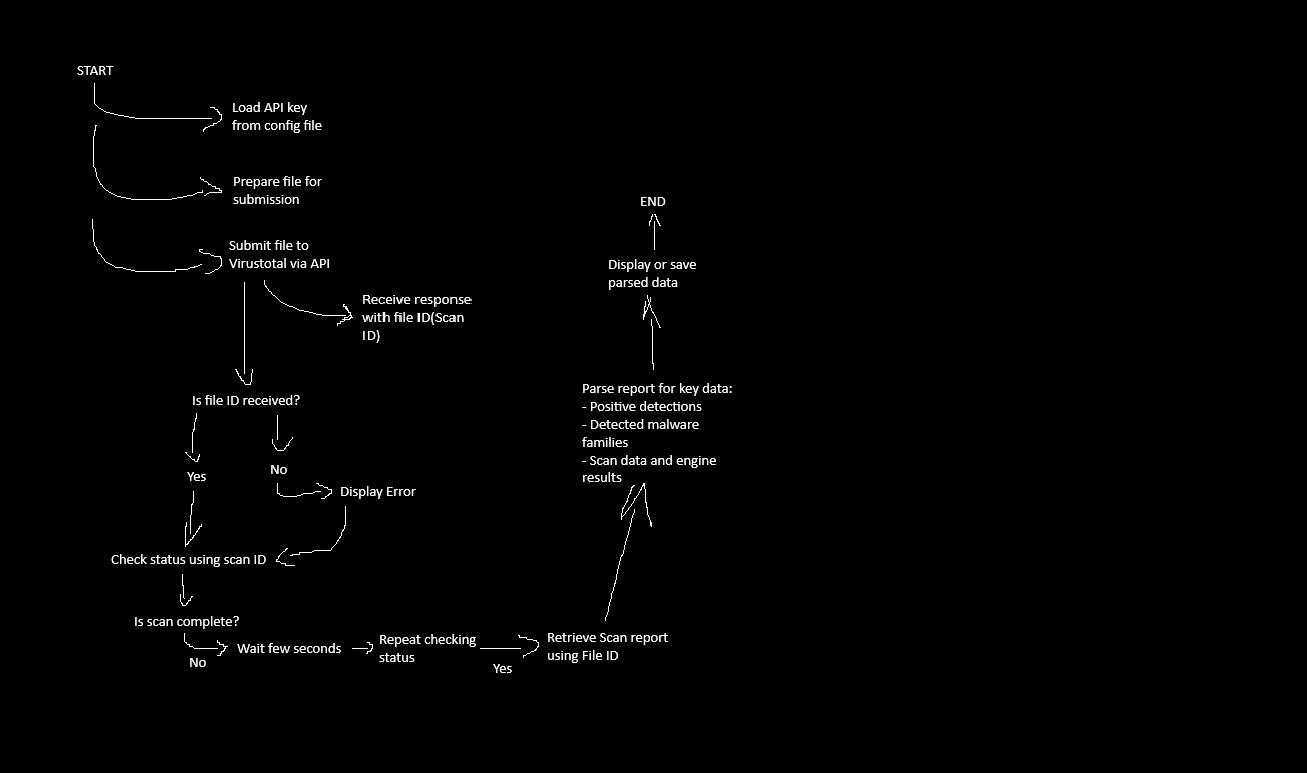 START
Load API key
from config file
Prepare file for
submission
Submit file to
Virustotal via API
Receive response
with file ID(Scan
ID)
Is file ID received?
Yes
No
Display Error
Check status using scan ID
Is scan complete?
No
Wait few seconds
Repeat checking
status
Yes
Retrieve Scan report
using File ID
Parse report for key data:
- Positive detections
- Detected malware
families
- Scan data and engine
results
Display or save
parsed data
END